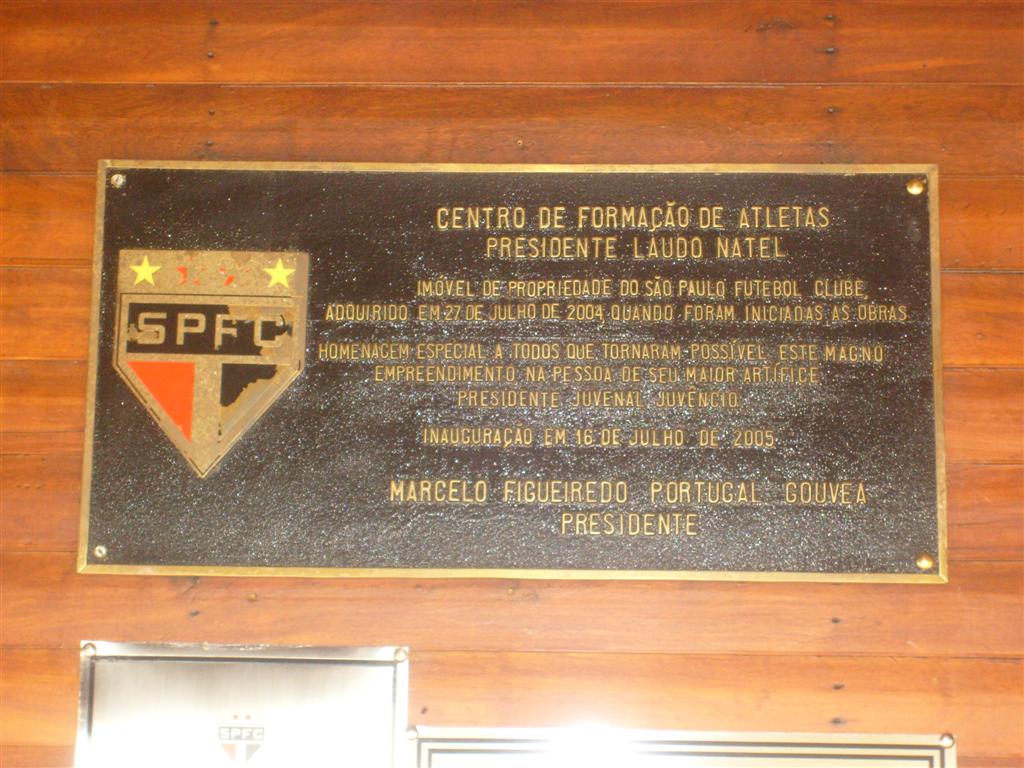 CENTRO DE FORMAÇÃO DE ATLETAS
PRESIDENTE LAUDO NATEL
IMÓVEL DE PROPRIEDADE DO SÃO PAULO FUTEBOL CLUBE,
ADQUIRIDO EM 27 DE JULHO DE 2004, QUANDO FORAM INICIADAS AS OBRAS.
SPFC
HOMENAGEM ESPECIAL A TODOS QUE TORNARAM POSSÍVEL ESTE MAGNO
EMPREENDIMENTO NA PESSOA DE SEU MAIOR ARTÍFICE,
PRESIDENTE JUVENAL JUVÊNCIO.
INAUGURAÇÃO EM 16 DE JULHO DE 2005
MARCELO FIGUEIREDO PORTUGAL GOUVEA
PRESIDENTE
SPFC